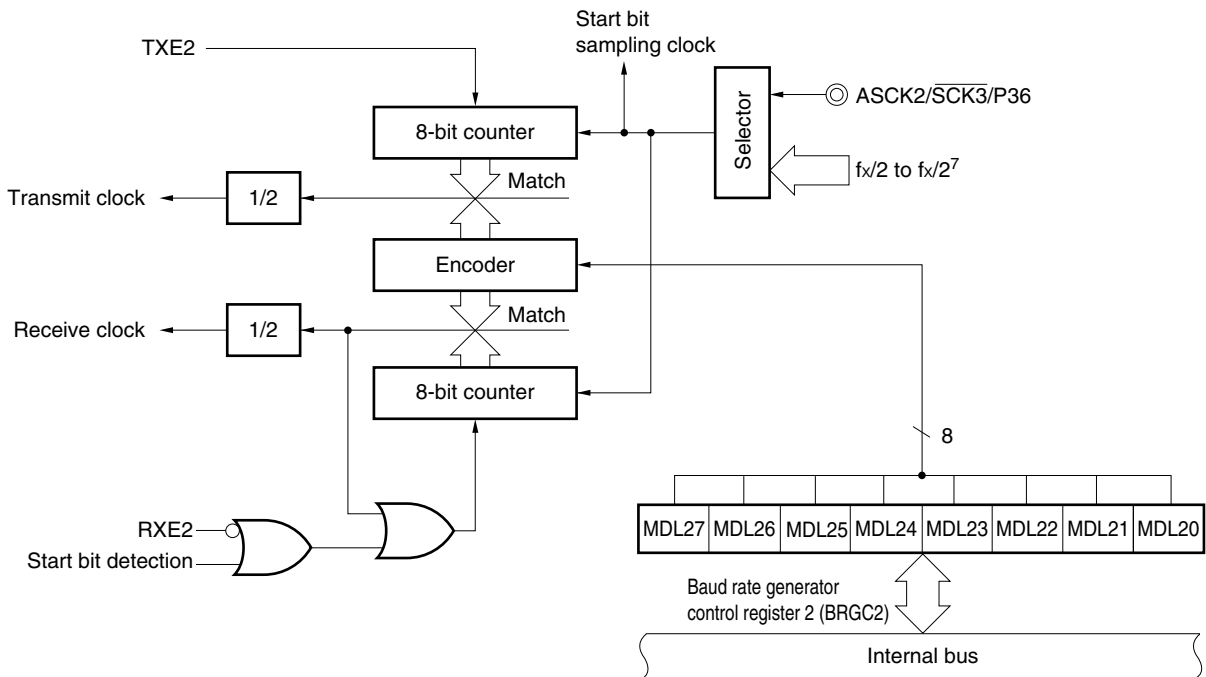 Start bit
sampling clock
TXE2
ASCK2/S̅C̅K̅3̅/P36
8-bit counter
Selector
fx/2 to fx/2⁷
Match
Transmit clock
1/2
Encoder
Match
Receive clock
1/2
8-bit counter
8
RXE2
Start bit detection
MDL27 MDL26 MDL25 MDL24 MDL23 MDL22 MDL21 MDL20
Baud rate generator
control register 2 (BRGC2)
Internal bus